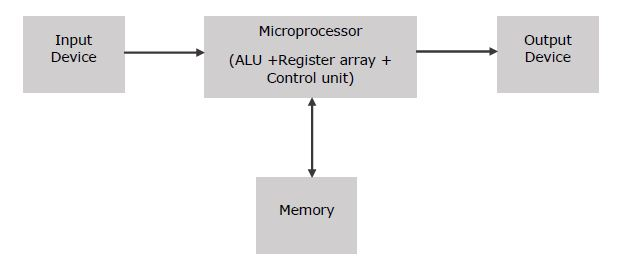 Input
Device
Microprocessor
(ALU +Register array +
Control unit)
Output
Device
Memory